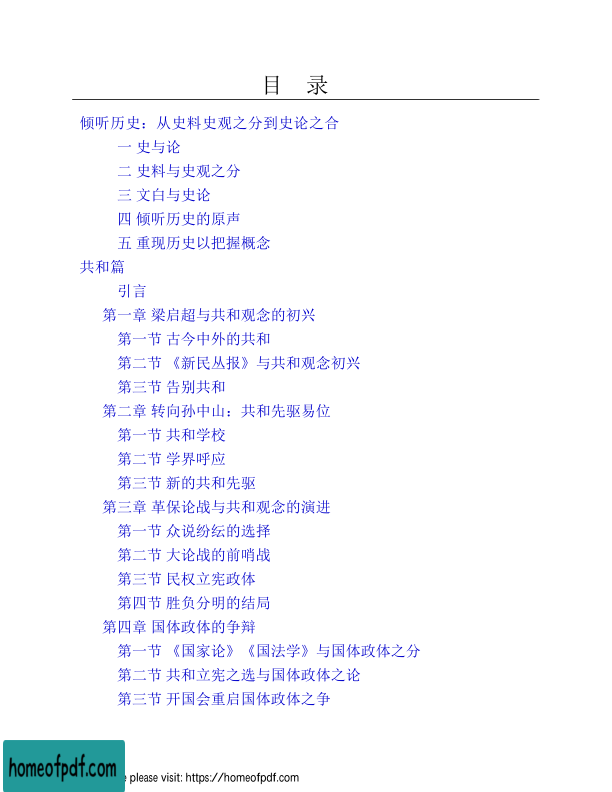 目 录
倾听历史：从史料史观之分到史论之合
一 史与论
二 史料与史观之分
三 文白与史论
四 倾听历史的原声
五 重现历史以把握概念
共和篇
引言
第一章 梁启超与共和观念的初兴
第一节 古今中外的共和
第二节 《新民丛报》与共和观念初兴
第三节 告别共和
第二章 转向孙中山：共和先驱易位
第一节 共和学校
第二节 学界呼应
第三节 新的共和先驱
第三章 革保论战与共和观念的演进
第一节 众说纷纭的选择
第二节 大论战的前哨战
第三节 民权立宪政体
第四节 胜负分明的结局
第四章 国体政体的争辩
第一节 《国家论》《国法学》与国体政体之分
第二节 共和立宪之选与国体政体之论
第三节 开国会重启国体政体之争
homeofpdf.com
e please visit: https://homeofpdf.com